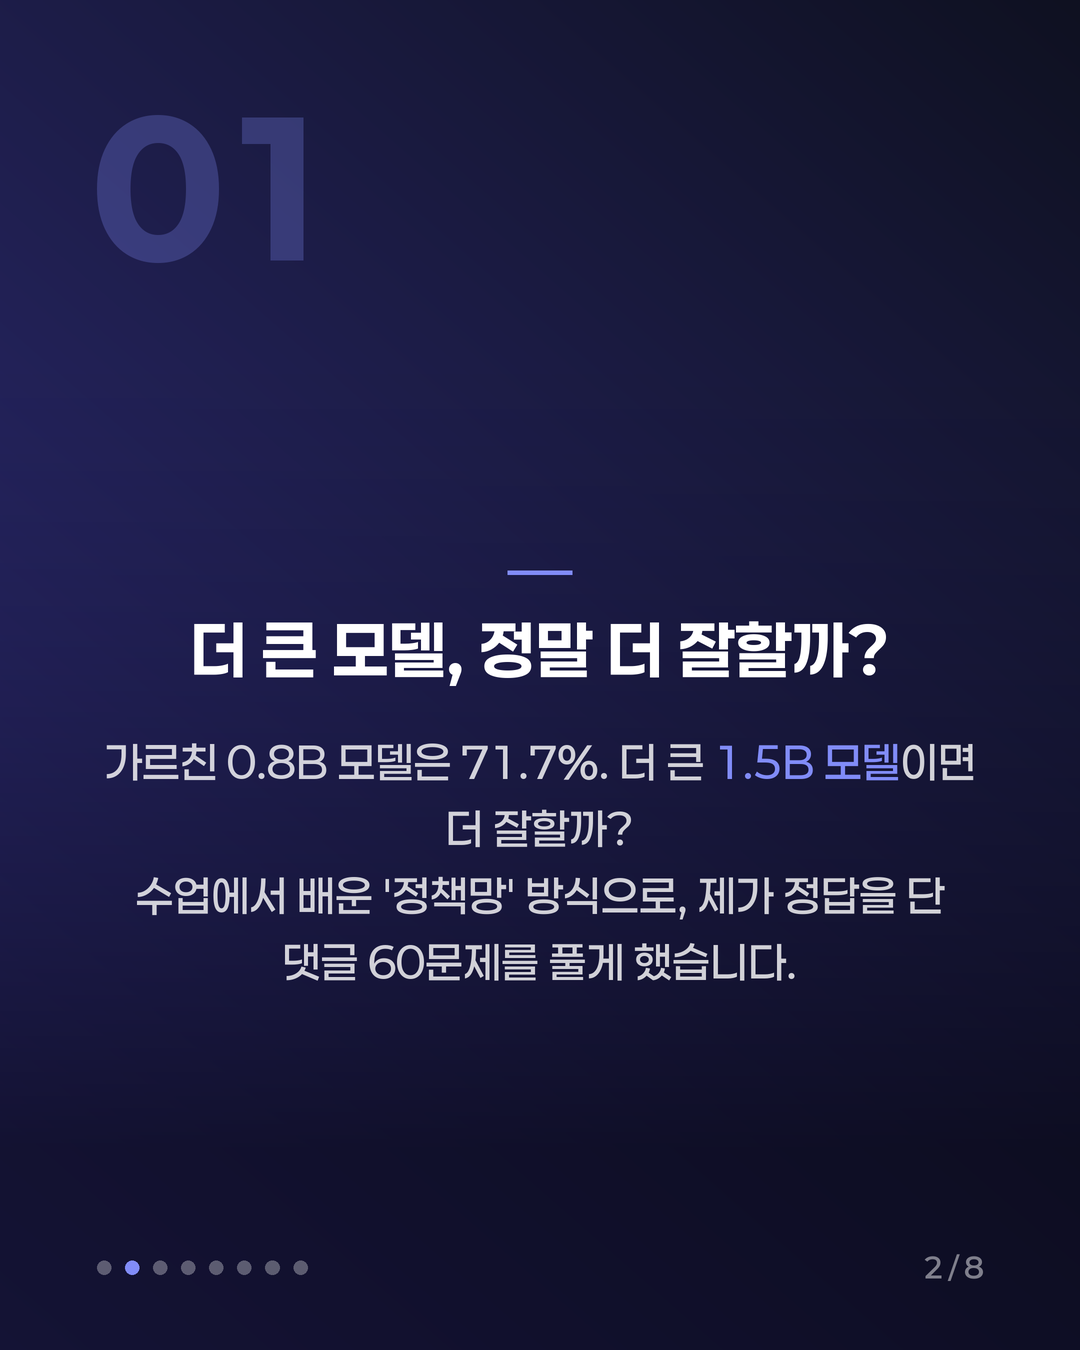 01
더 큰 모델, 정말 더 잘할까?
가르친 0.8B 모델은 71.7%. 더 큰 1.5B 모델이면
더 잘할까?
수업에서 배운 '정책망' 방식으로, 제가 정답을 단
댓글 60문제를 풀게 했습니다.
2/8